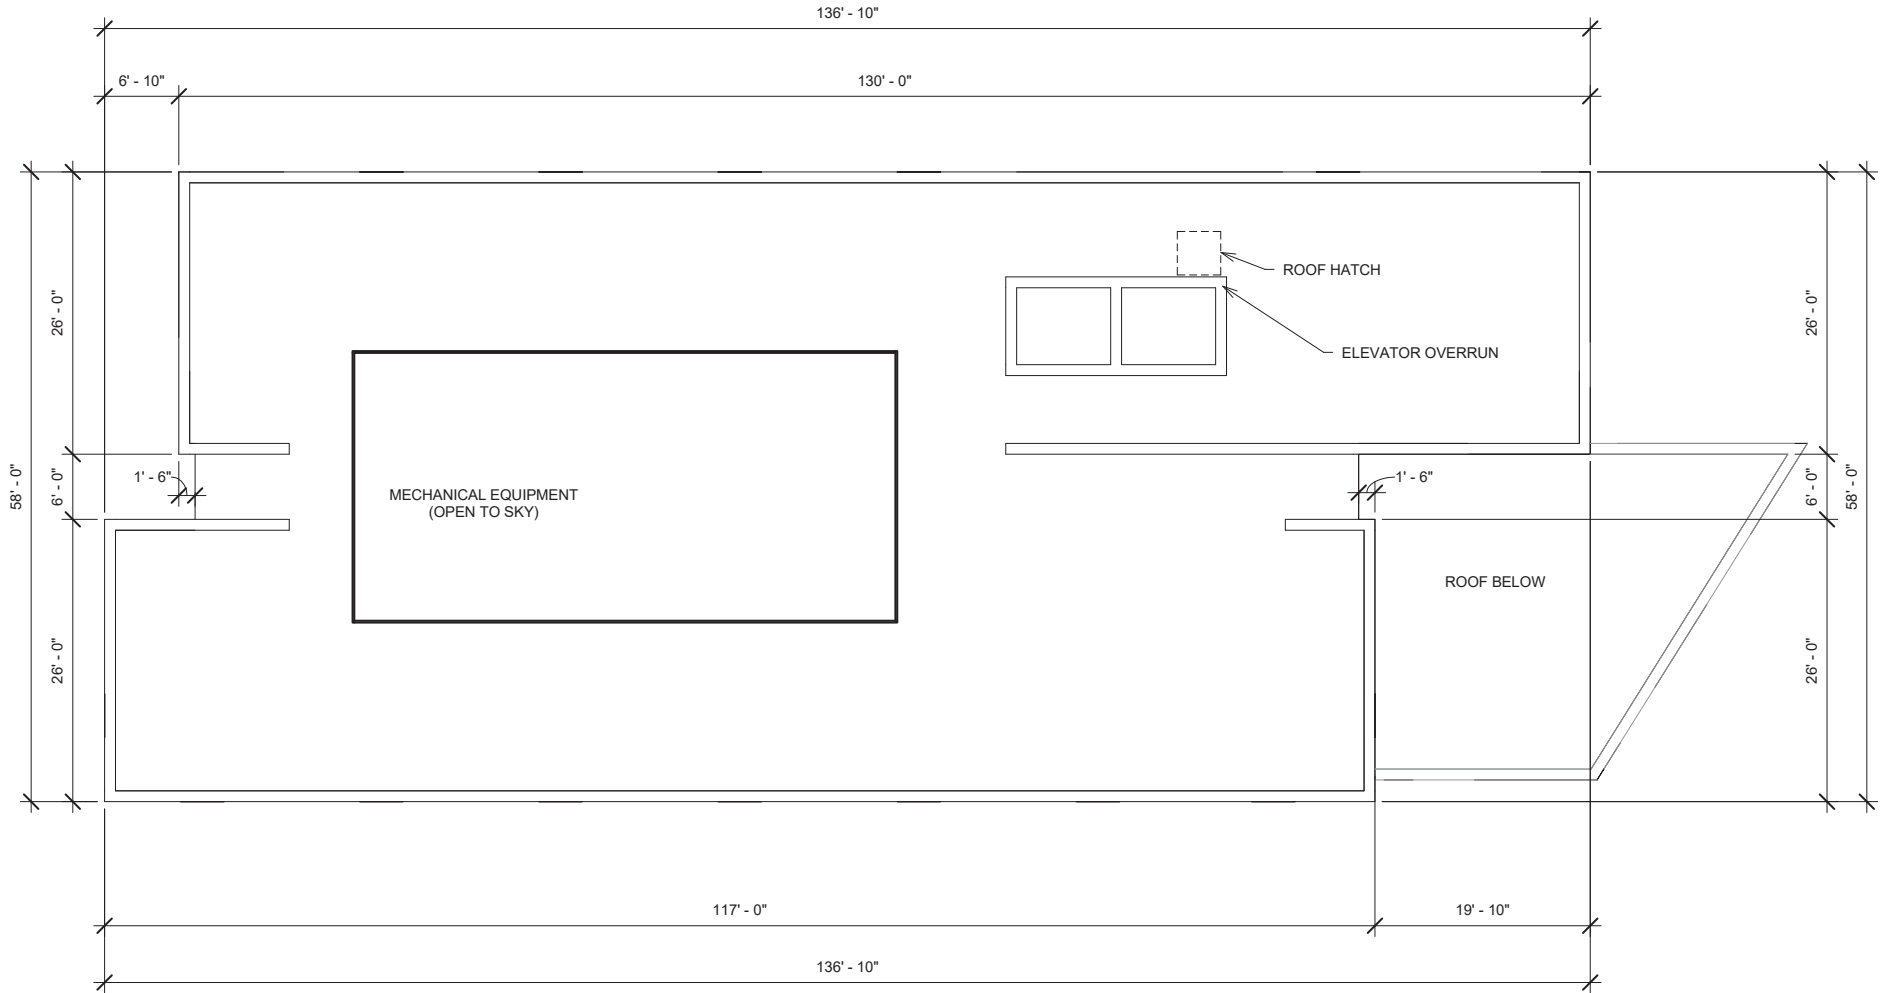 136' - 10"
6' - 10"
130' - 0"
ROOF HATCH
26' - 0"
26' - 0"
ELEVATOR OVERRUN
58' - 0"
6' - 0"
1' - 6"
MECHANICAL EQUIPMENT
(OPEN TO SKY)
1' - 6"
6' - 0"
58' - 0"
ROOF BELOW
26' - 0"
26' - 0"
117' - 0"
19' - 10"
136' - 10"